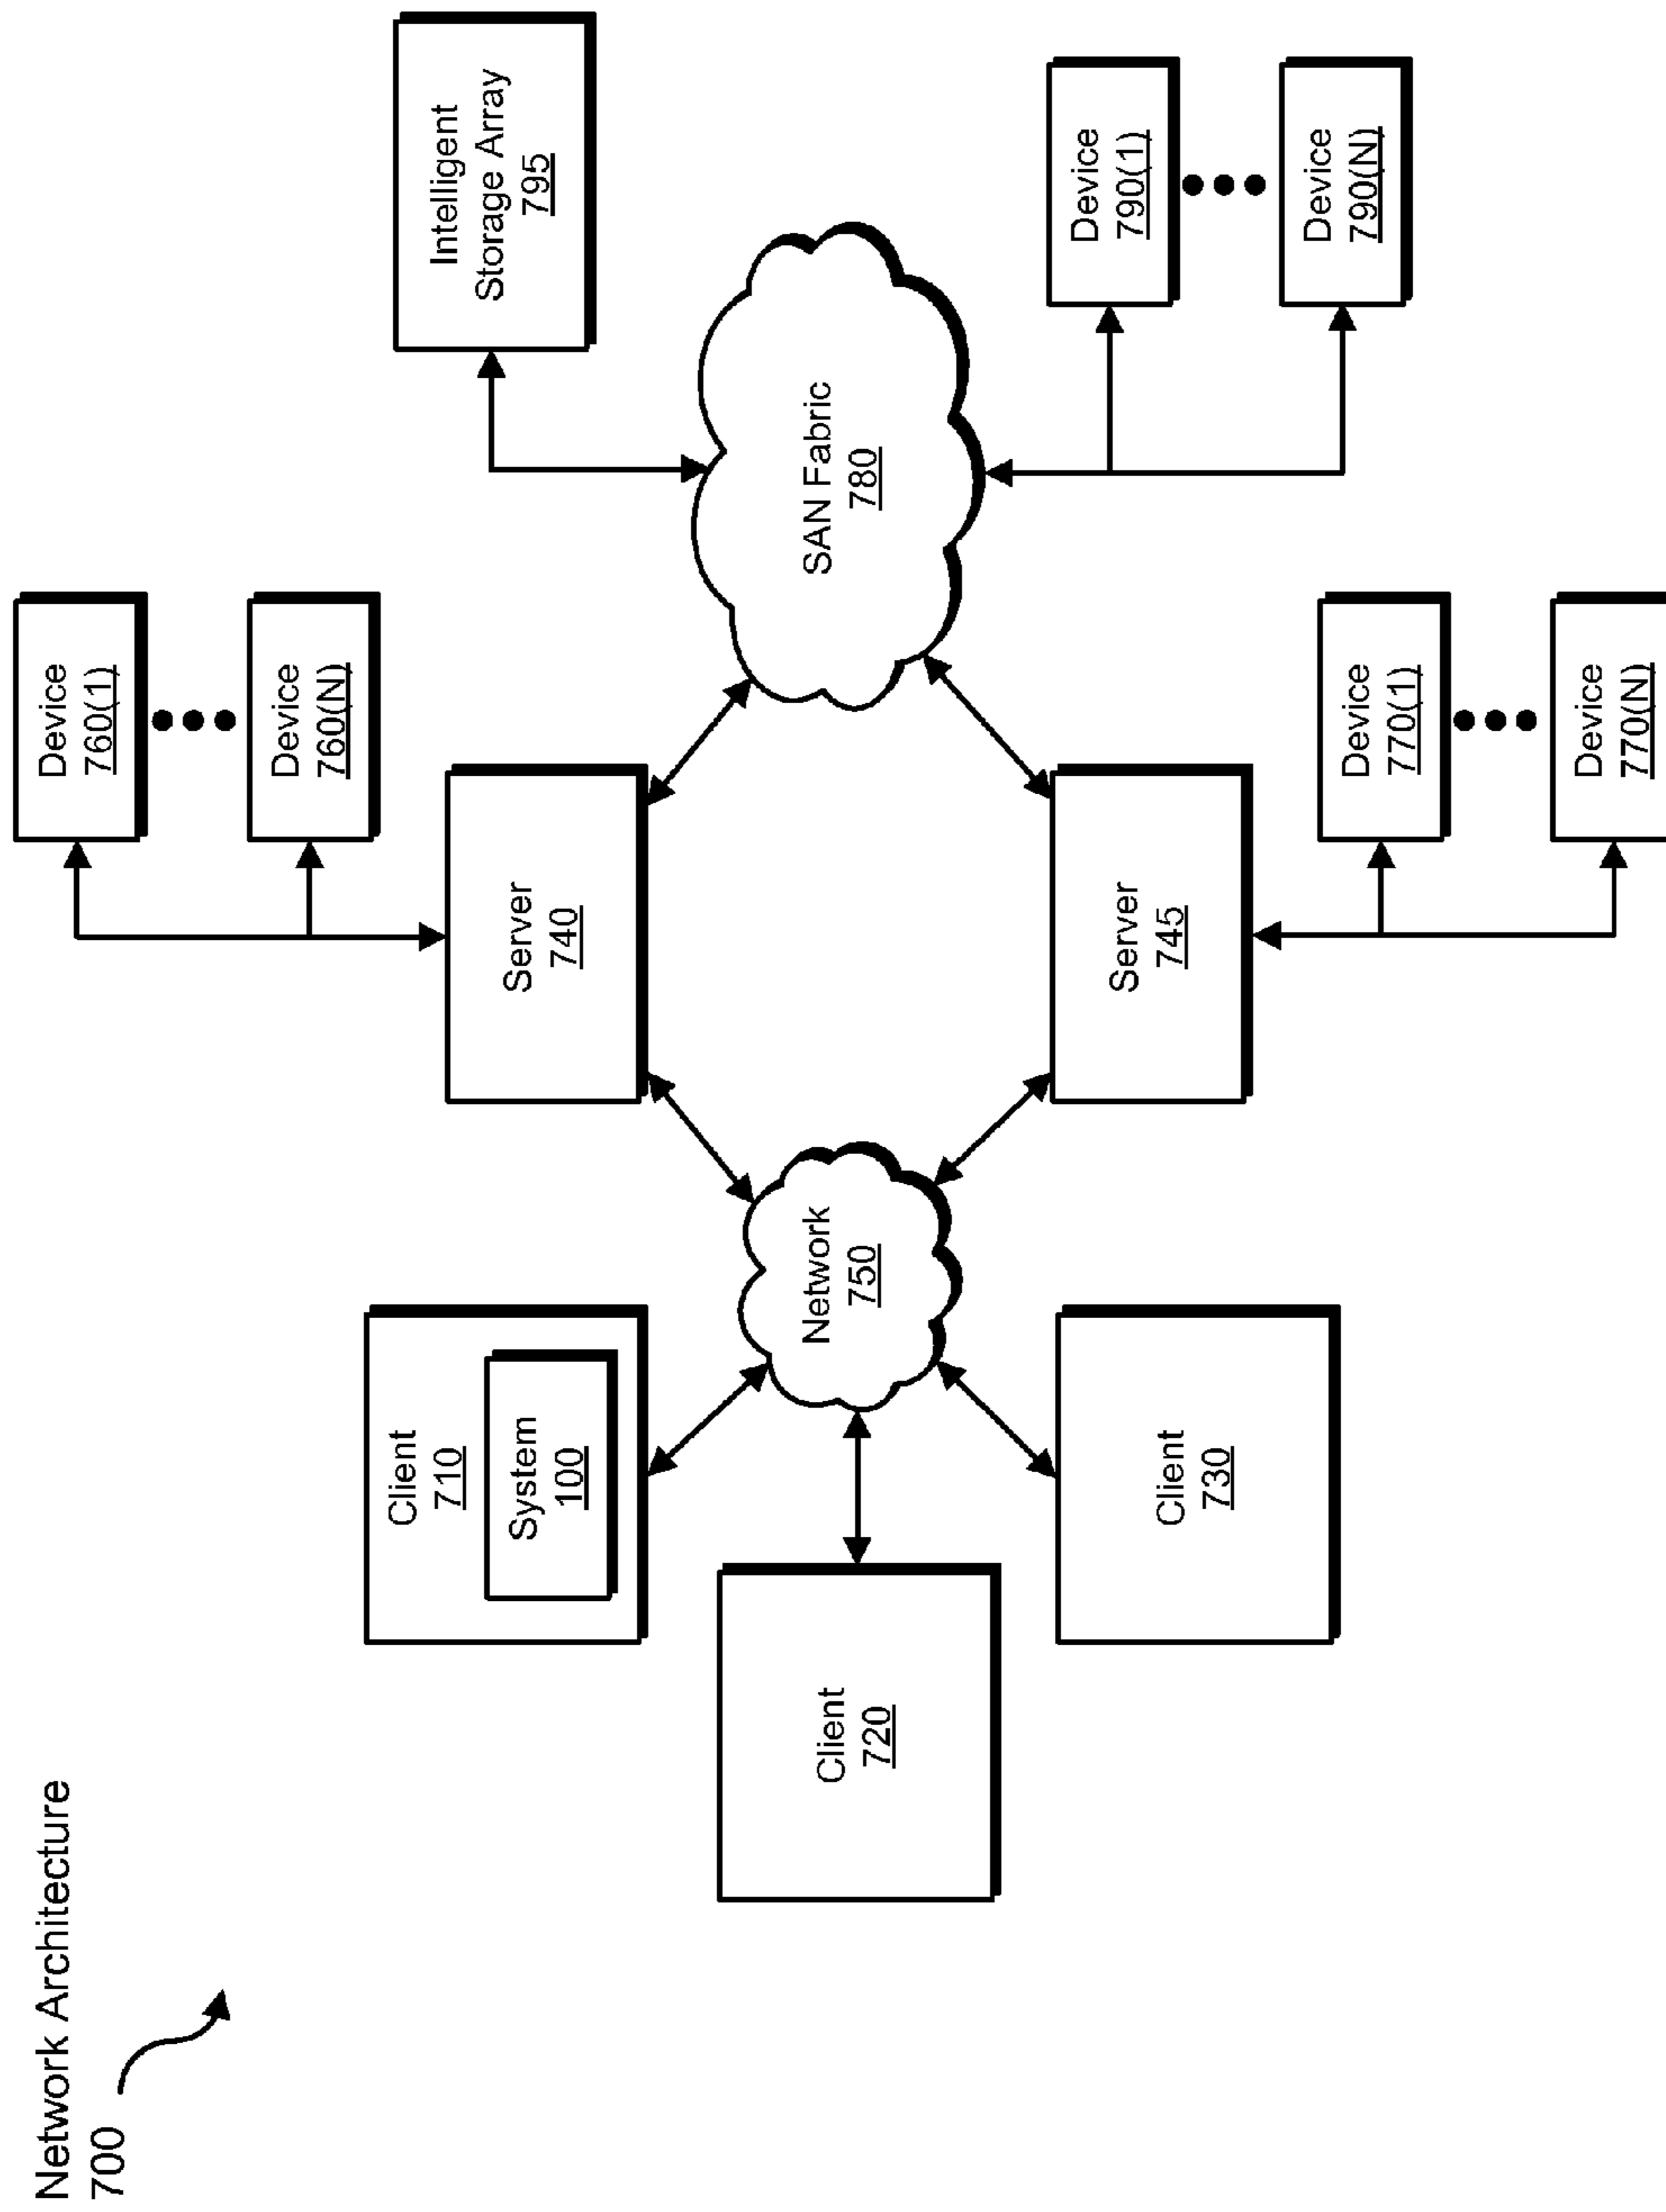 Network Architecture
700
Device
760(1)
Device
760(N)
Intelligent
Storage Array
795
Client
710
System
100
Server
740
Client
720
Network
750
SAN Fabric
780
Client
730
Server
745
Device
790(1)
Device
790(N)
Device
770(1)
Device
770(N)